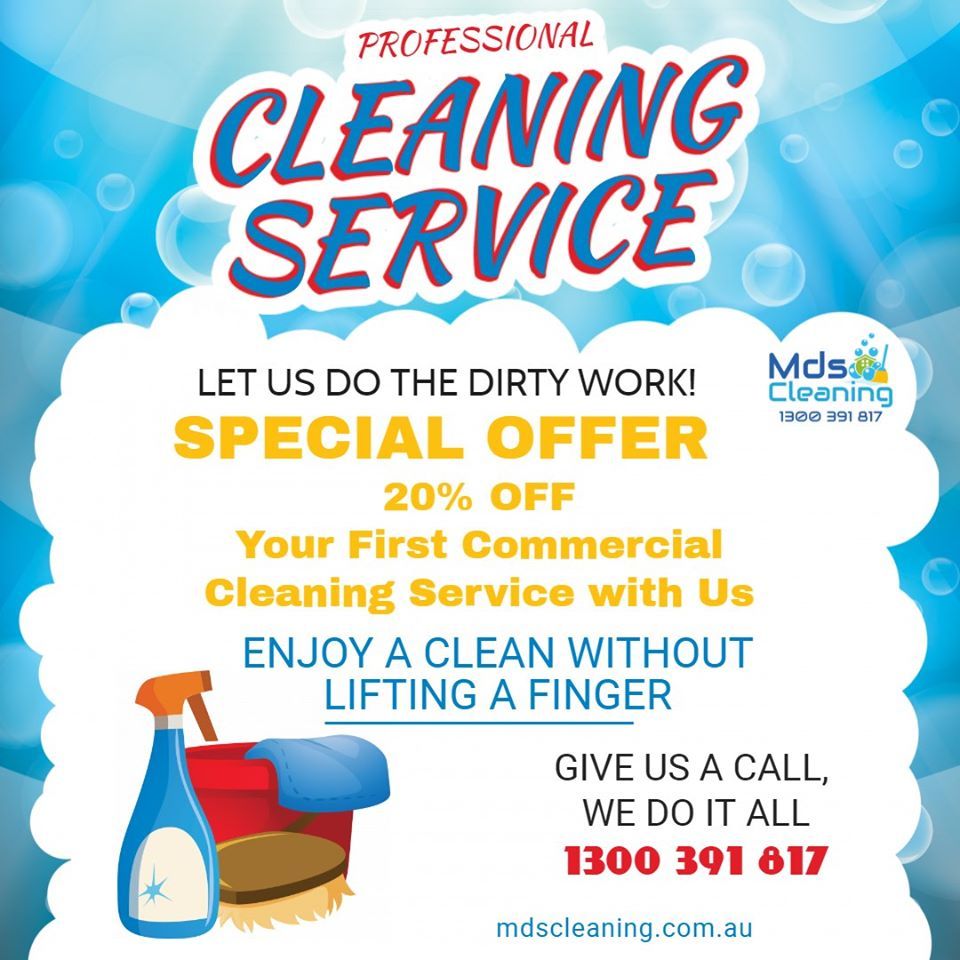 PROFESSIONAL
CLEANING
SERVICE
LET US DO THE DIRTY WORK!
Mds
Cleaning
1300 391 817
SPECIAL OFFER
20% OFF
Your First Commercial
Cleaning Service with Us
ENJOY A CLEAN WITHOUT
LIFTING A FINGER
GIVE US A CALL,
WE DO IT ALL
1300 391 817
mdscleaning.com.au